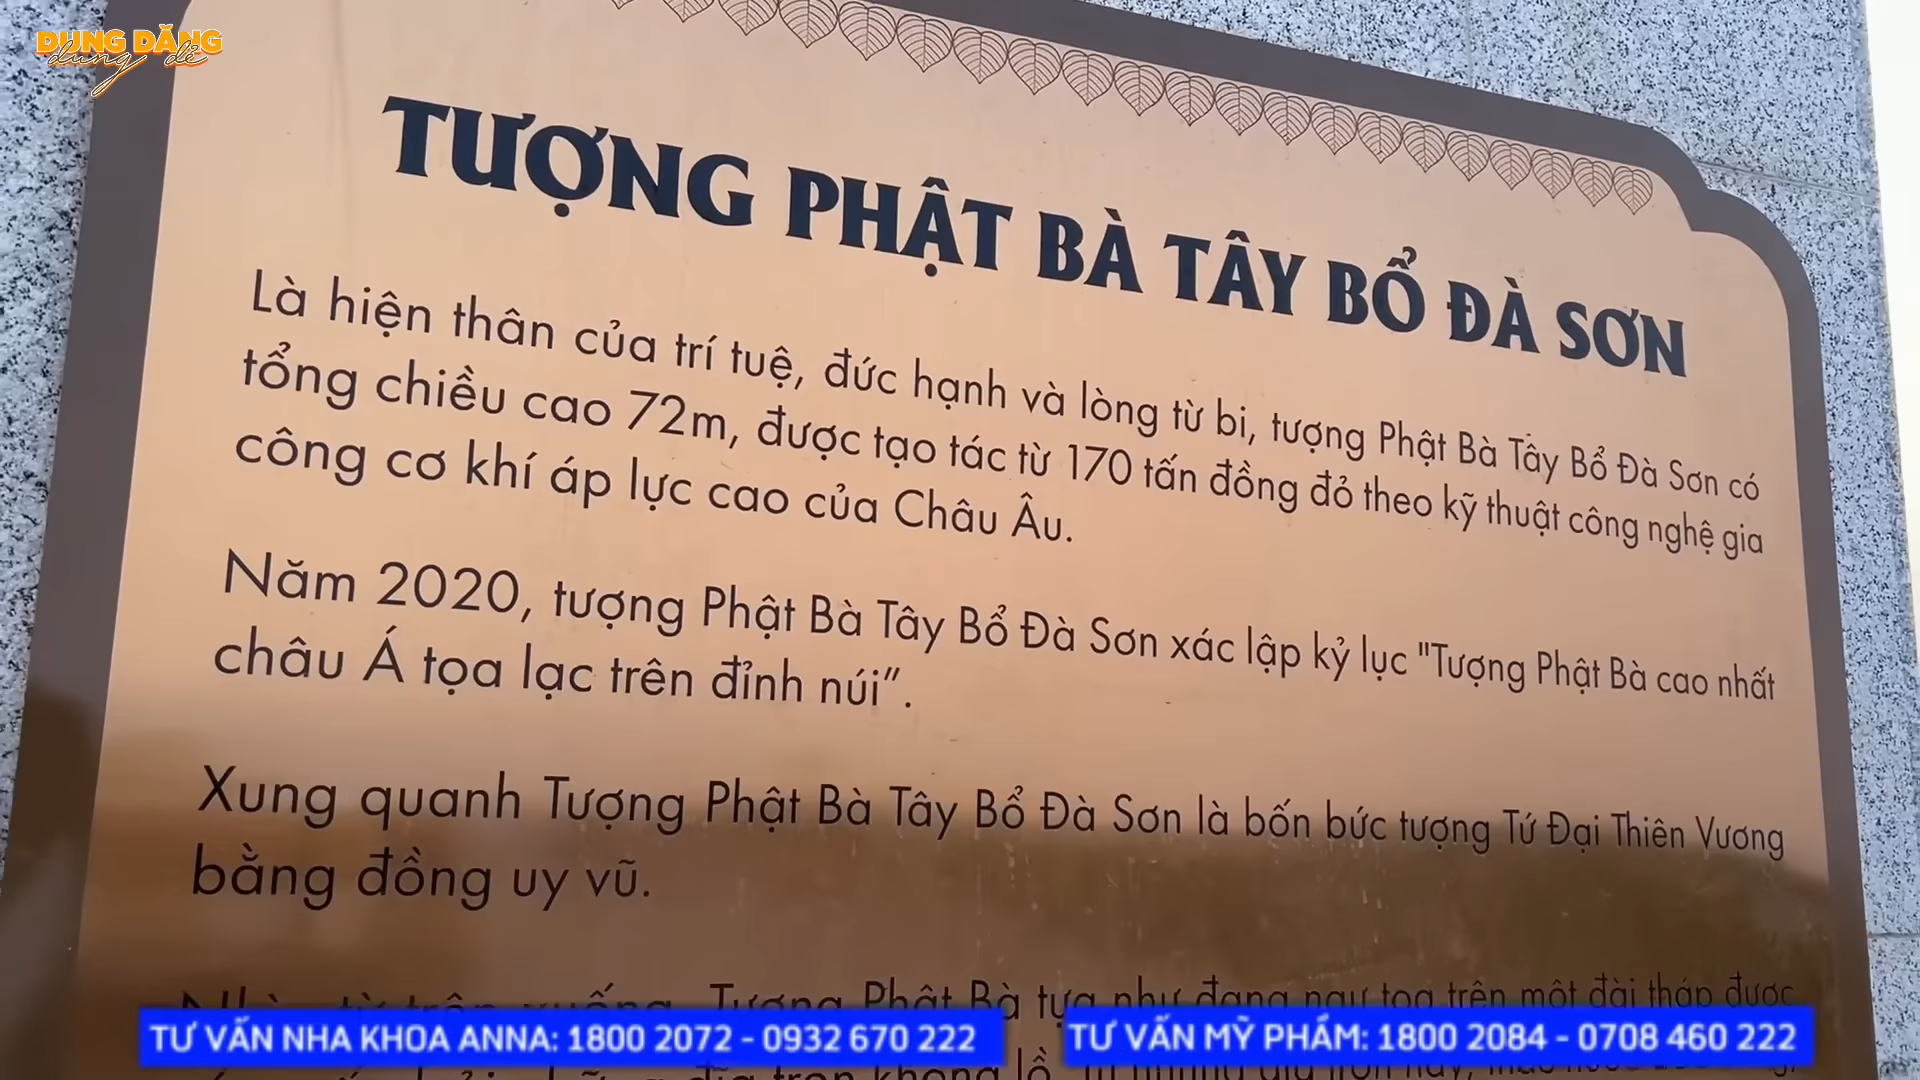 DUNG DĂNG
dung dẻ
TƯỢNG PHẬT BÀ TÂY BỔ ĐÀ SƠN
Là hiện thân của trí tuệ, đức hạnh và lòng từ bi, tượng Phật Bà Tây Bổ Đà Sơn có
tổng chiều cao 72m, được tạo tác từ 170 tấn đồng đỏ theo kỹ thuật công nghệ gia
công cơ khí áp lực cao của Châu Âu.
Năm 2020, tượng Phật Bà Tây Bổ Đà Sơn xác lập kỷ lục "Tượng Phật Bà cao nhất
châu Á tọa lạc trên đỉnh núi".
Xung quanh Tượng Phật Bà Tây Bổ Đà Sơn là bốn bức tượng Tứ Đại Thiên Vương
bằng đồng uy vũ.
Nhìn từ trên xuống, Tượng Phật Bà tựa như đang ngự tọa trên một đài tháp được
khổng lồ.
TƯ VẤN NHA KHOA ANNA: 1800 2072 - 0932 670 222
TƯ VẤN MỸ PHẨM: 1800 2084 - 0708 460 222